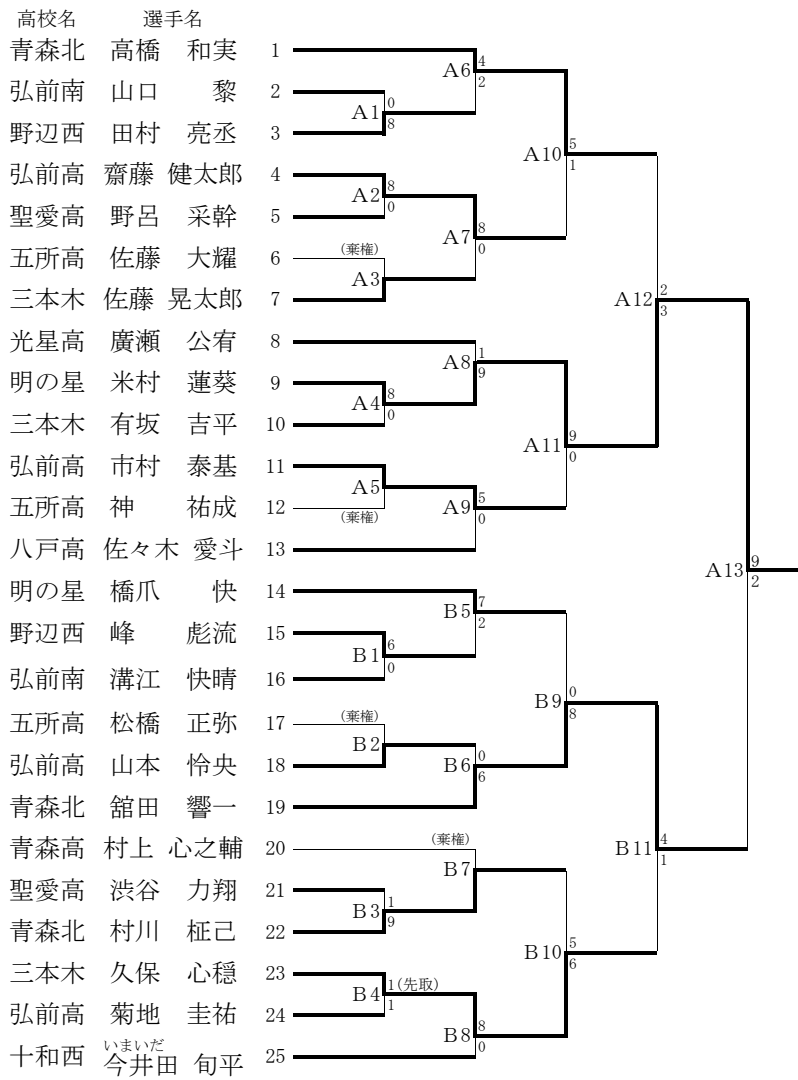 高校名 選手名
青森北 高橋 和実 1
弘前南 山口 黎 2
野辺西 田村 亮丞 3
弘前高 齋藤 健太郎 4
聖愛高 野呂 采幹 5
五所高 佐藤 大耀 6 (棄権)
三本木 佐藤 晃太郎 7
光星高 廣瀬 公宥 8
明の星 米村 蓮葵 9
三本木 有坂 吉平 10
弘前高 市村 泰基 11
五所高 神 祐成 12 (棄権)
八戸高 佐々木 愛斗 13
明の星 橋爪 快 14
野辺西 峰 彪流 15
弘前南 溝江 快晴 16
五所高 松橋 正弥 17 (棄権)
弘前高 山本 怜央 18
青森北 舘田 響一 19
青森高 村上 心之輔 20 (棄権)
聖愛高 渋谷 力翔 21
青森北 村川 柾己 22
三本木 久保 心穏 23
弘前高 菊地 圭祐 24
いまいだ
十和西 今井田 旬平 25
A1 0 8
A2 8 0
A3
A4 8 0
A5
B1 6 0
B2
B3 1 9
B4 1(先取) 1
A6 4 2
A7 8 0
A8 1 9
A9 5 0
B5 7 2
B6 0 6
B7
B8 8 0
A10 5 1
A11 9 0
B9 0 8
B10 5 6
A12 2 3
B11 4 1
A13 9 2